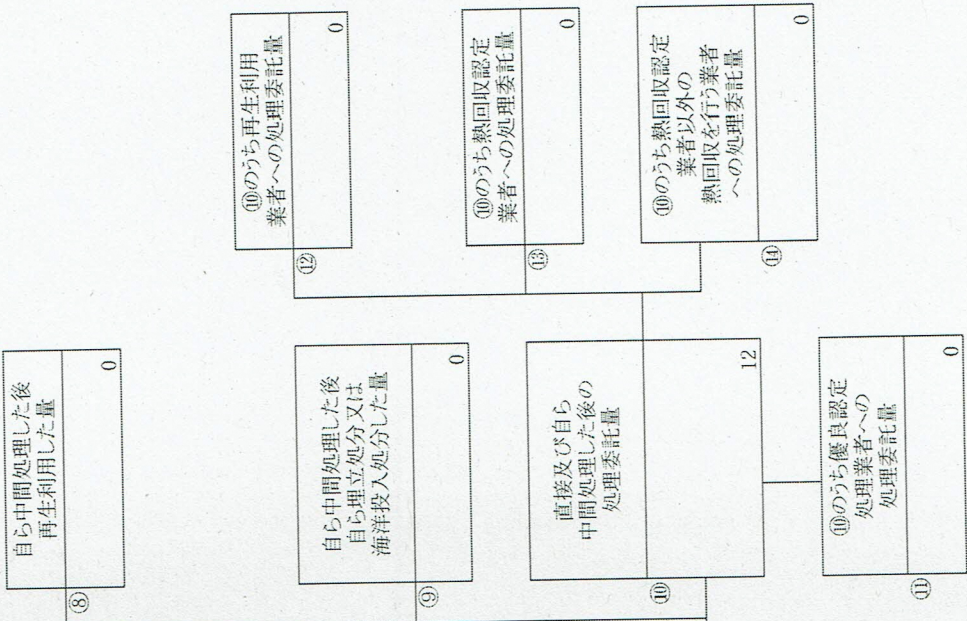 ⑧
自ら中間処理した後
再生利用した量
0
⑨
自ら中間処理した後
自ら埋立処分又は
海洋投入処分した量
0
⑩
直接及び自ら
中間処理した後の
処理委託量
12
⑪
⑩のうち優良認定
処理業者への
処理委託量
0
⑫
⑩のうち再生利用
業者への処理委託量
0
⑬
⑩のうち熱回収認定
業者への処理委託量
0
⑭
⑩のうち熱回収認定
業者以外の
熱回収を行う業者
への処理委託量
0